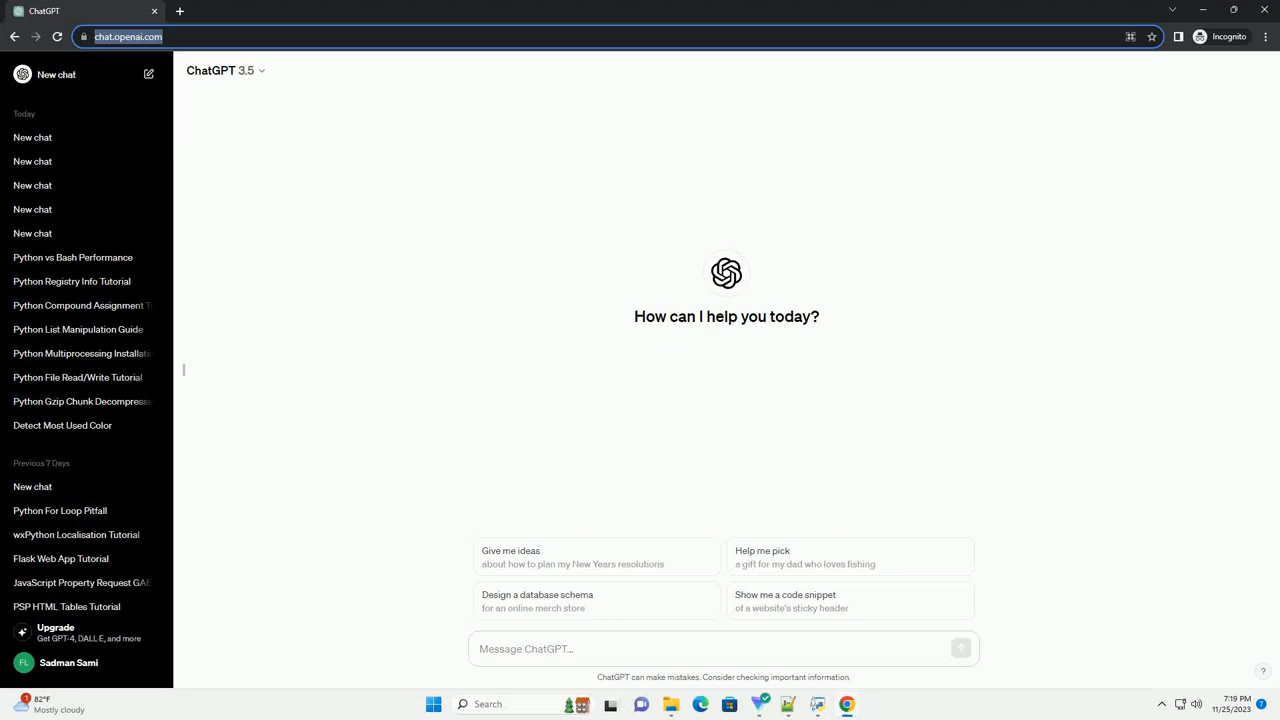 ChatGPT
chat.openai.com
Incognito
New chat
ChatGPT 3.5
Today
New chat
New chat
New chat
New chat
New chat
Python vs Bash Performance
Python Registry Info Tutorial
Python Compound Assignment T
Python List Manipulation Guide
Python Multiprocessing Installatio
Python File Read/Write Tutorial
Python Gzip Chunk Decompress
Detect Most Used Color
Previous 7 Days
New chat
Python For Loop Pitfall
wxPython Localisation Tutorial
Flask Web App Tutorial
JavaScript Property Request GAE
PSP HTML Tables Tutorial
Upgrade
Get GPT-4, DALL·E, and more
FL
Sadman Sami
How can I help you today?
Give me ideas
about how to plan my New Years resolutions
Help me pick
a gift for my dad who loves fishing
Design a database schema
for an online merch store
Show me a code snippet
of a website's sticky header
Message ChatGPT...
ChatGPT can make mistakes. Consider checking important information.
?
1
82°F
Mostly cloudy
Search
7:19 PM
11/25/2023
7